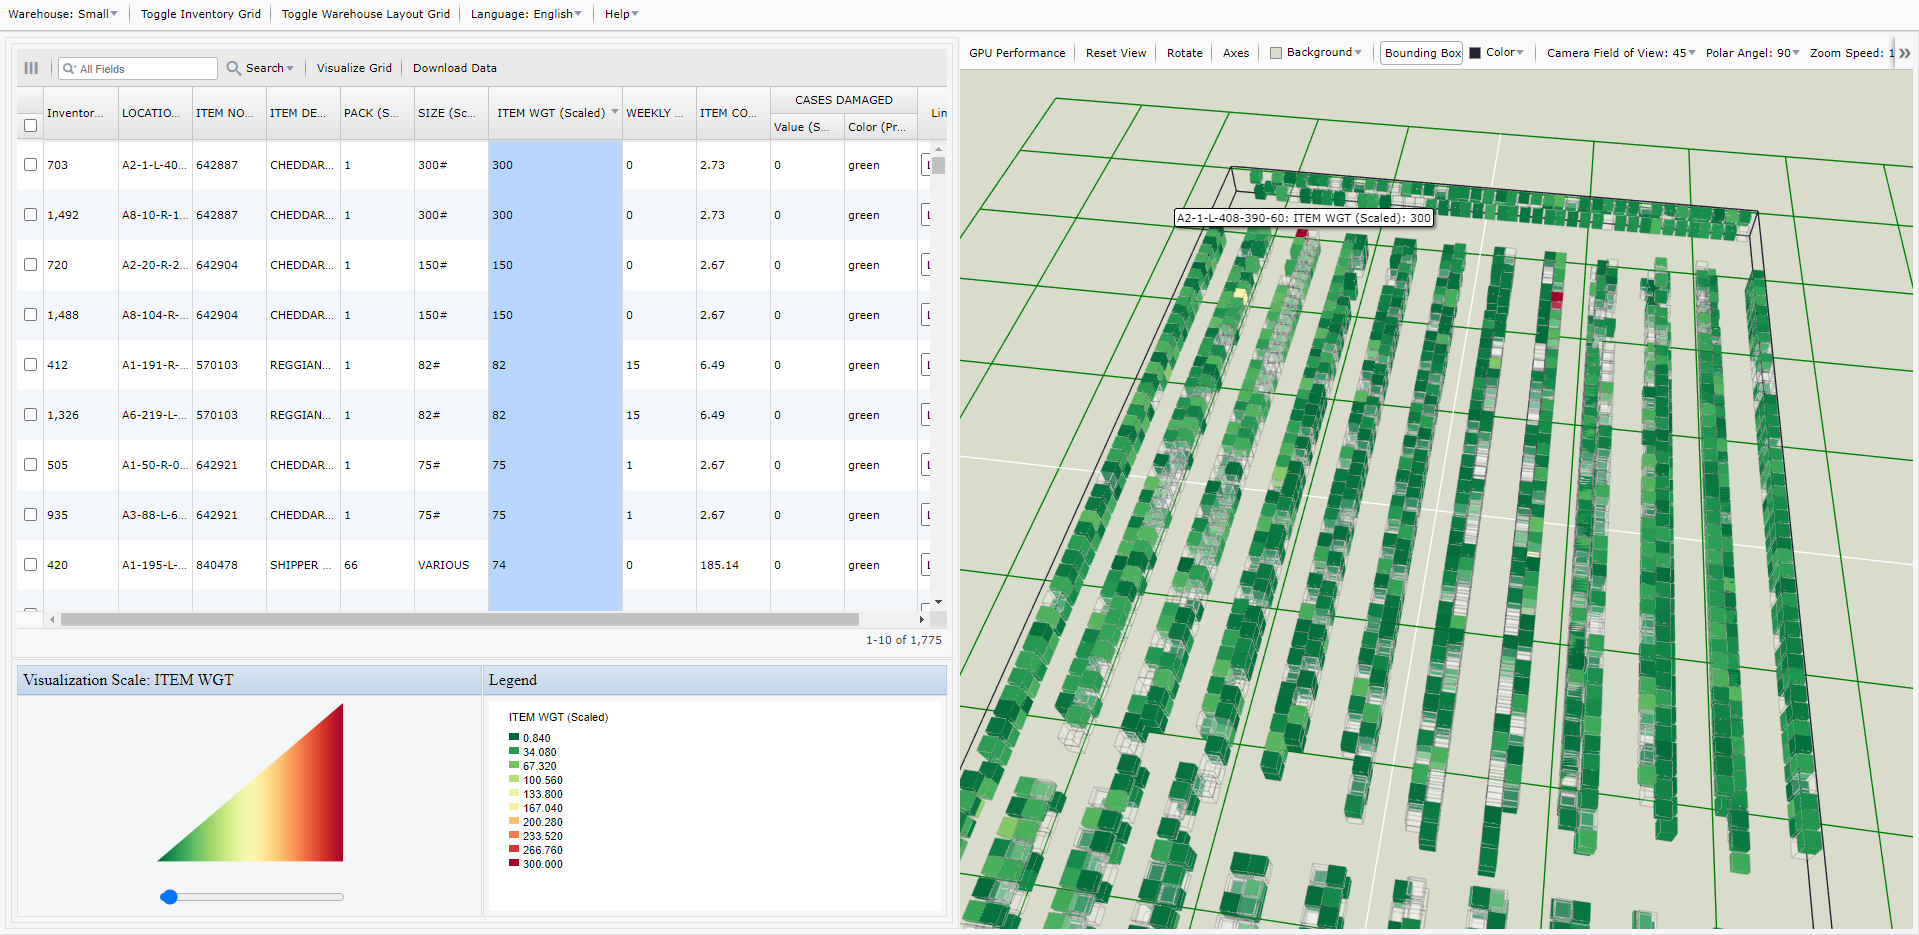 Warehouse: Small Toggle Inventory Grid Toggle Warehouse Layout Grid Language: English Help
All Fields Search Visualize Grid Download Data
Inventor... LOCATIO... ITEM NO... ITEM DE... PACK (S... SIZE (Sc... ITEM WGT (Scaled) WEEKLY ... ITEM CO... CASES DAMAGED Lin
Value (S... Color (Pr...
703 A2-1-L-40... 642887 CHEDDAR... 1 300# 300 0 2.73 0 green L
1,492 A8-10-R-1... 642887 CHEDDAR... 1 300# 300 0 2.73 0 green L
720 A2-20-R-2... 642904 CHEDDAR... 1 150# 150 0 2.67 0 green L
1,488 A8-104-R-... 642904 CHEDDAR... 1 150# 150 0 2.67 0 green L
412 A1-191-R-... 570103 REGGIAN... 1 82# 82 15 6.49 0 green L
1,326 A6-219-L-... 570103 REGGIAN... 1 82# 82 15 6.49 0 green L
505 A1-50-R-0... 642921 CHEDDAR... 1 75# 75 1 2.67 0 green L
935 A3-88-L-6... 642921 CHEDDAR... 1 75# 75 1 2.67 0 green L
420 A1-195-L-... 840478 SHIPPER ... 66 VARIOUS 74 0 185.14 0 green L
1-10 of 1,775
Visualization Scale: ITEM WGT
Legend
ITEM WGT (Scaled)
0.840
34.080
67.320
100.560
133.800
167.040
200.280
233.520
266.760
300.000
GPU Performance Reset View Rotate Axes Background Bounding Box Color Camera Field of View: 45 Polar Angel: 90 Zoom Speed: 1
A2-1-L-408-390-60: ITEM WGT (Scaled): 300